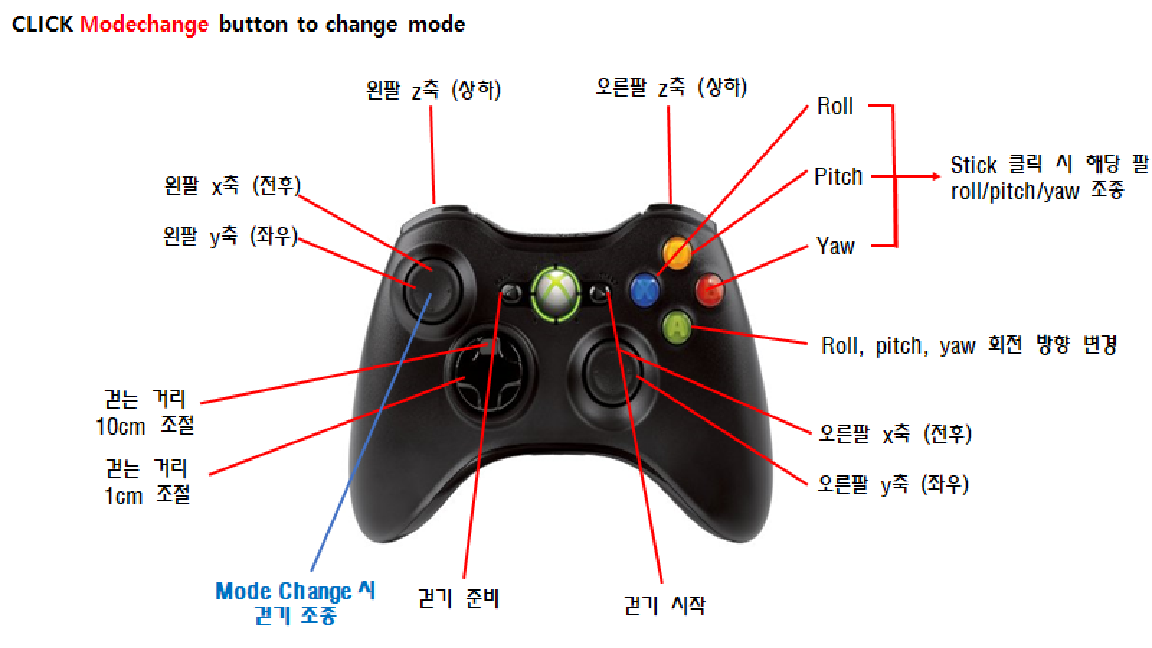 CLICK Modechange button to change mode
왼팔 z축 (상하)
오른팔 z축 (상하)
Roll
Pitch
Yaw
Stick 클릭 시 해당 팔
roll/pitch/yaw 조종
왼팔 x축 (전후)
왼팔 y축 (좌우)
X
A
Roll, pitch, yaw 회전 방향 변경
걷는 거리
10cm 조절
걷는 거리
1cm 조절
오른팔 x축 (전후)
오른팔 y축 (좌우)
Mode Change 시
걷기 조종
걷기 준비
걷기 시작